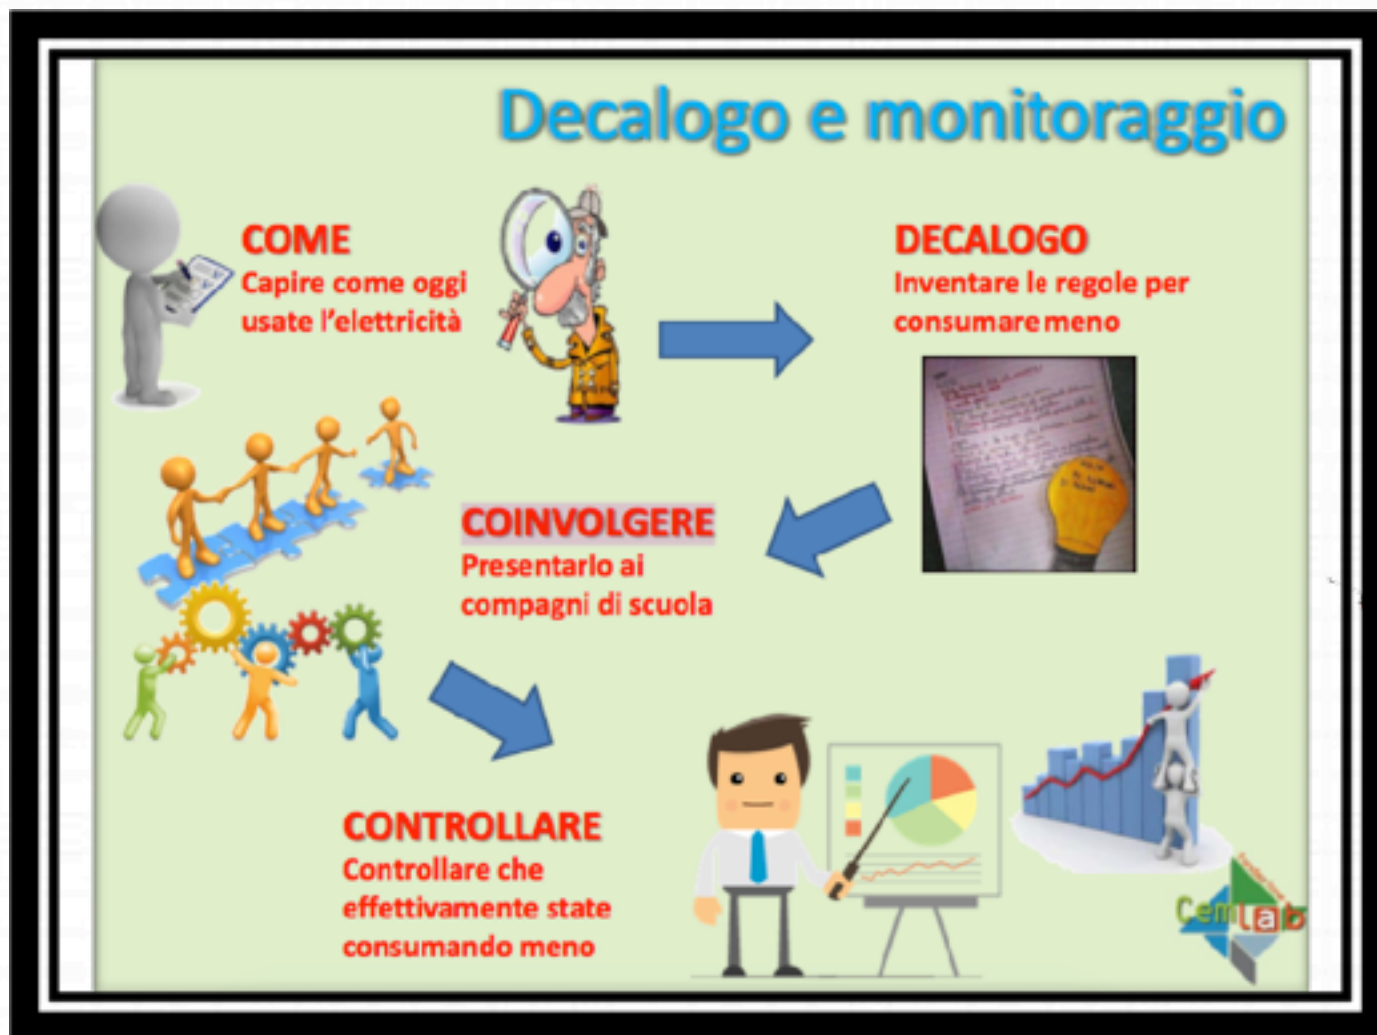 Decalogo e monitoraggio
COME
Capire come oggi
usate l'elettricità
DECALOGO
Inventare le regole per
consumare meno
COINVOLGERE
Presentarlo ai
compagni di scuola
CONTROLLARE
Controllare che
effettivamente state
consumando meno
Cemlab